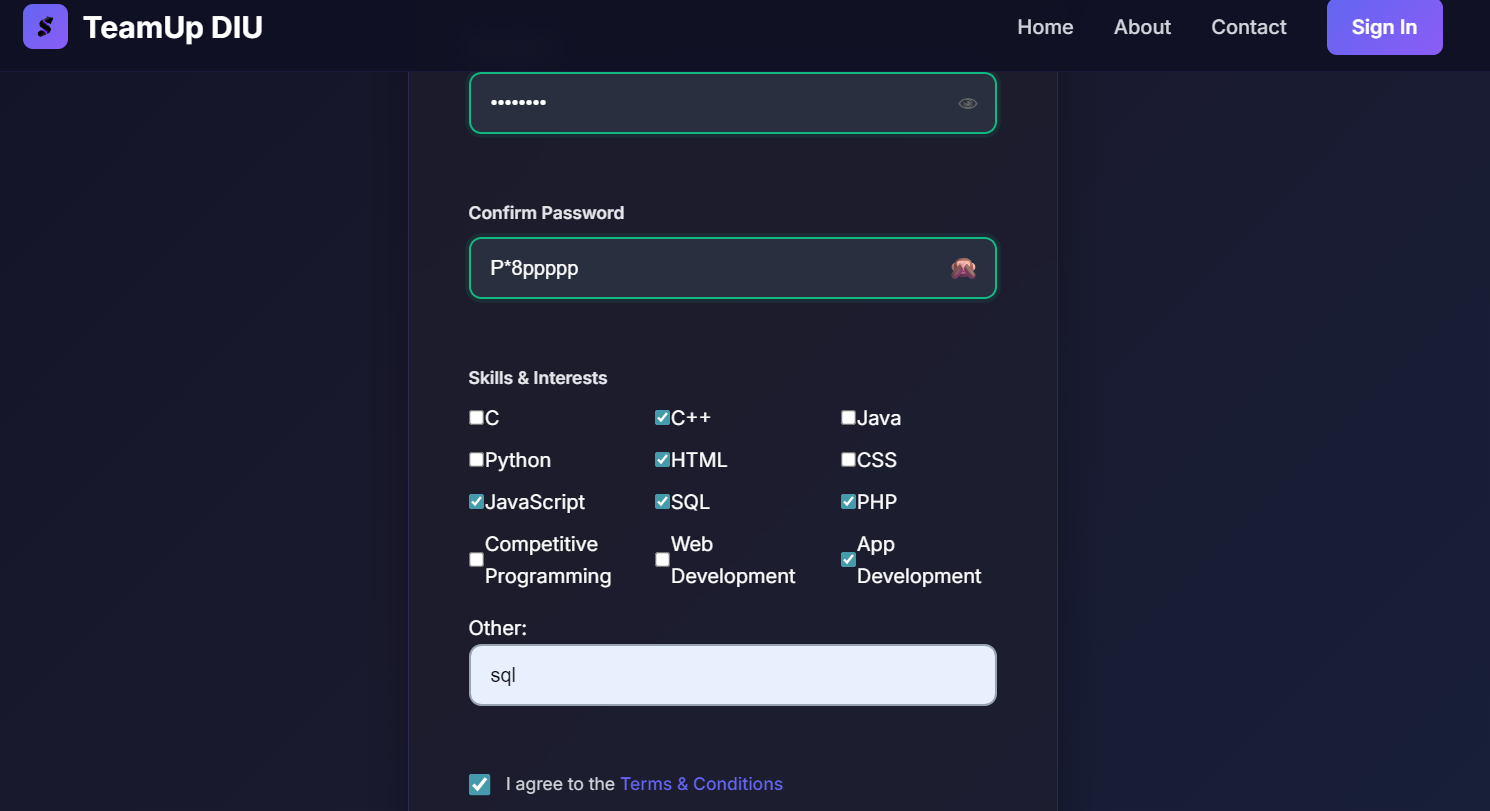 TeamUp DIU Home About Contact Sign In
••••••••
Confirm Password
P*8ppppp
Skills & Interests
C C++ Java
Python HTML CSS
JavaScript SQL PHP
Competitive Programming Web Development App Development
Other:
sql
I agree to the Terms & Conditions